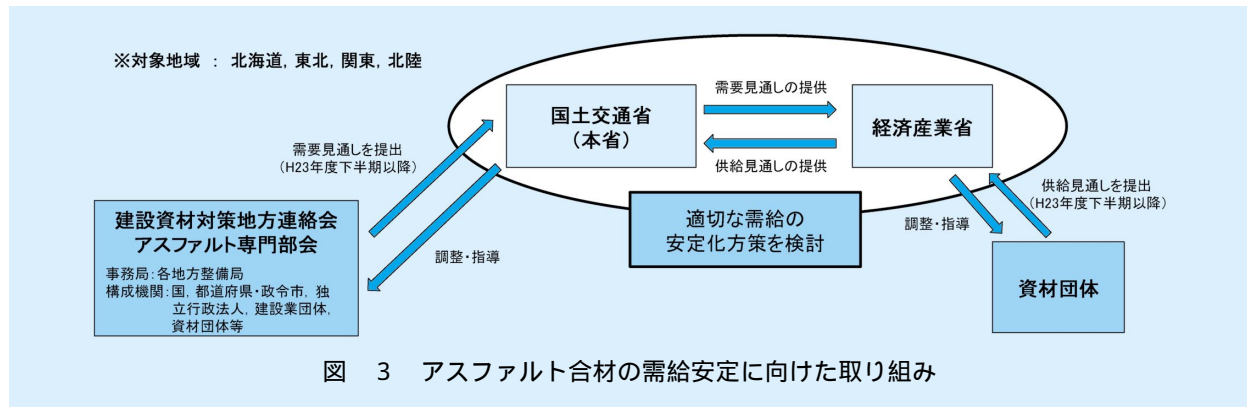 ※対象地域 ： 北海道, 東北, 関東, 北陸
国土交通省
（本省）
需要見通しの提供
供給見通しの提供
経済産業省
需要見通しを提出
（H23年度下半期以降）
調整・指導
適切な需給の
安定化方策を検討
供給見通しを提出
（H23年度下半期以降）
調整・指導
建設資材対策地方連絡会
アスファルト専門部会
事務局：各地方整備局
構成機関：国, 都道府県・政令市, 独
立行政法人, 建設業団体,
資材団体等
資材団体
図　3　アスファルト合材の需給安定に向けた取り組み